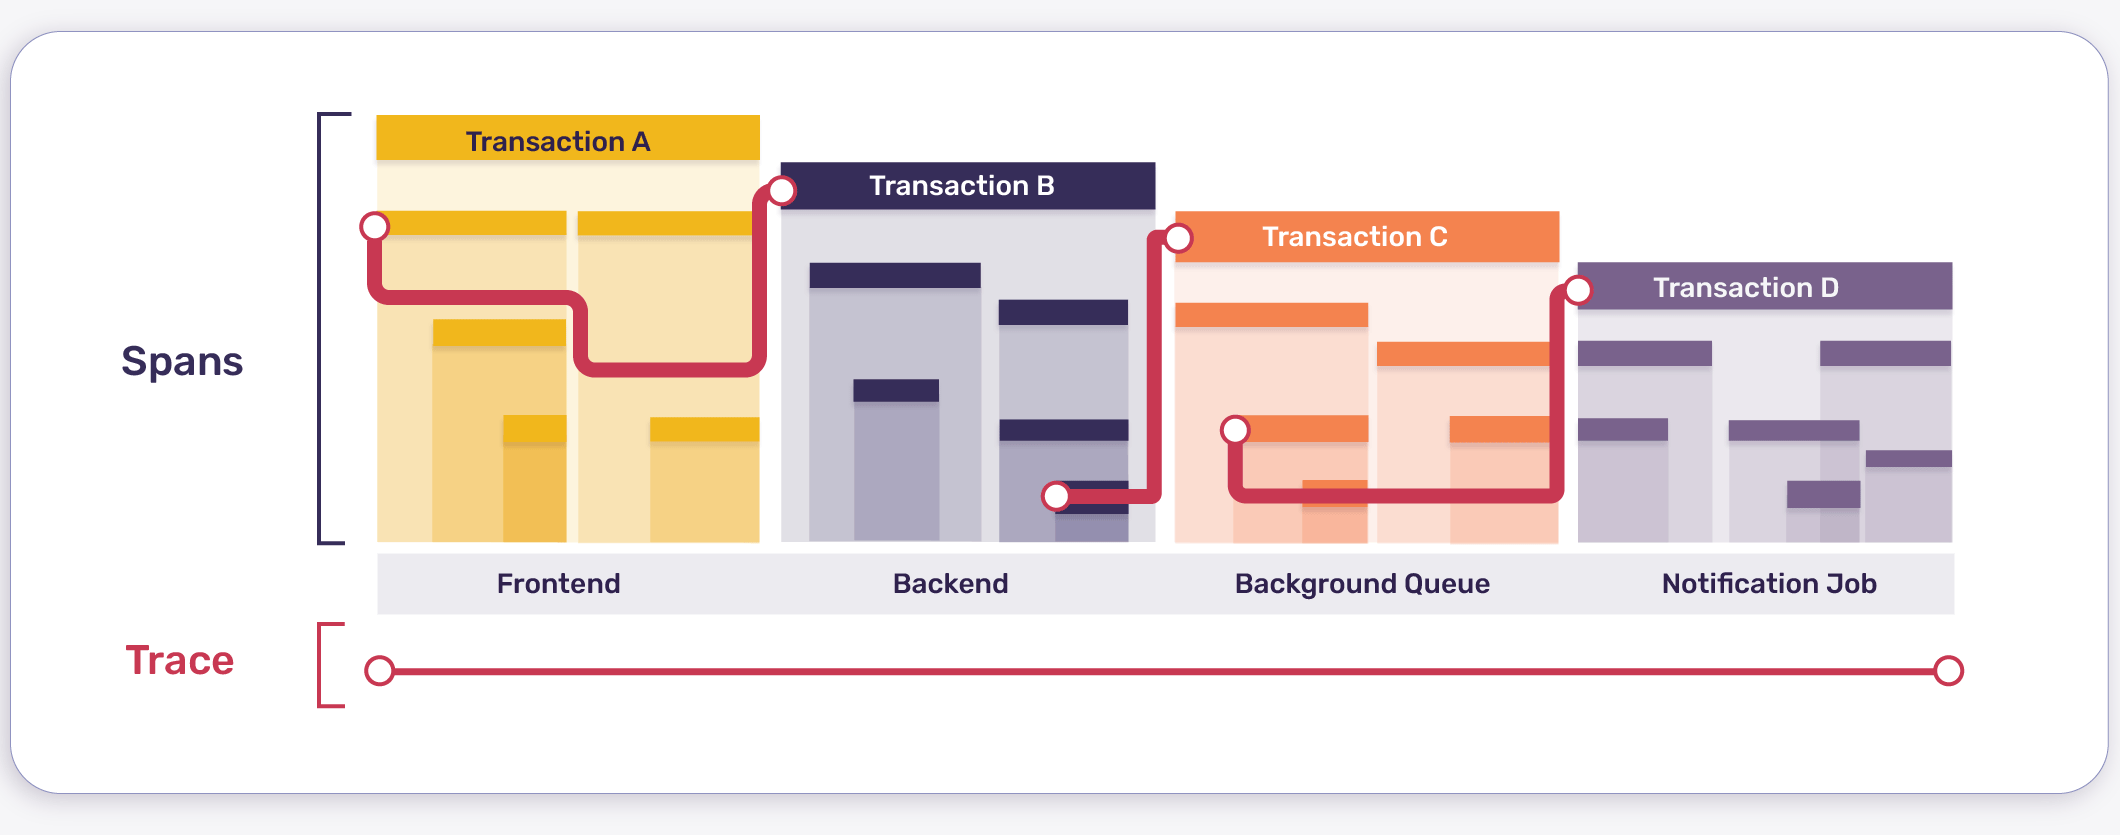 Transaction A
Transaction B
Transaction C
Transaction D
Spans
Frontend
Backend
Background Queue
Notification Job
Trace